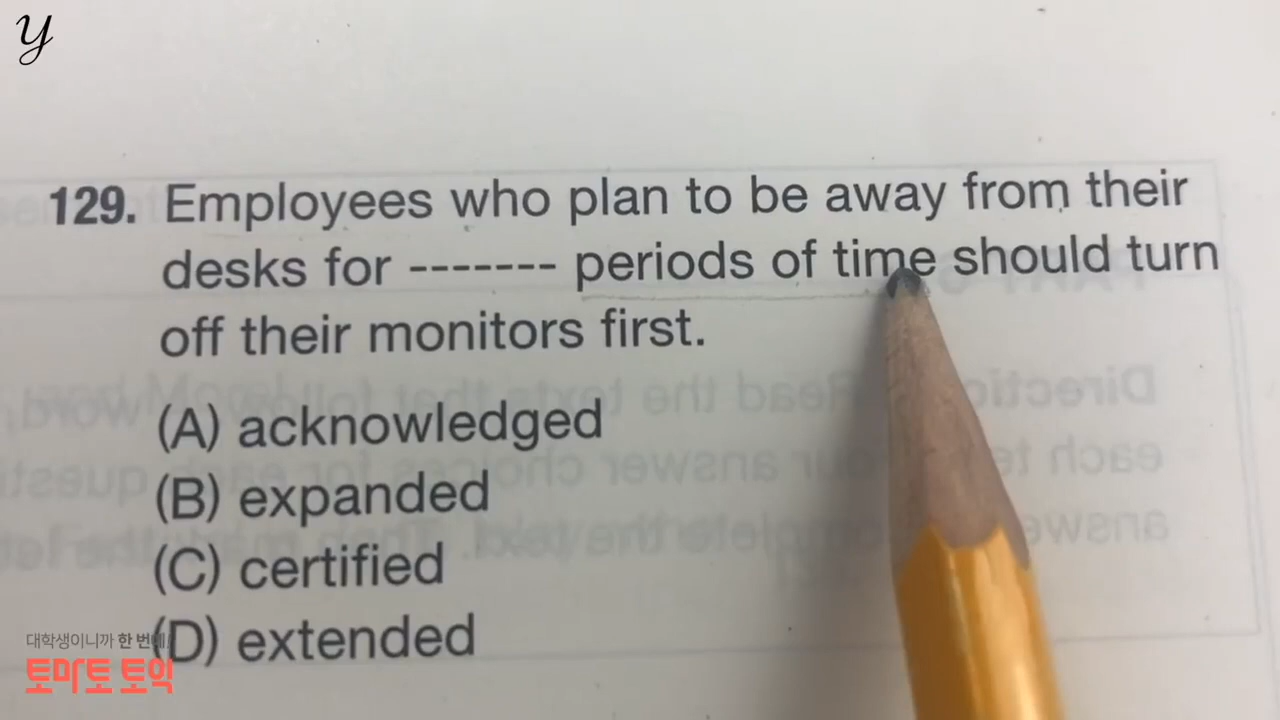 y
129. Employees who plan to be away from their
desks for ------- periods of time should turn
off their monitors first.
(A) acknowledged
(B) expanded
(C) certified
(D) extended
대학생이니까 한 번에!
토마토 토익